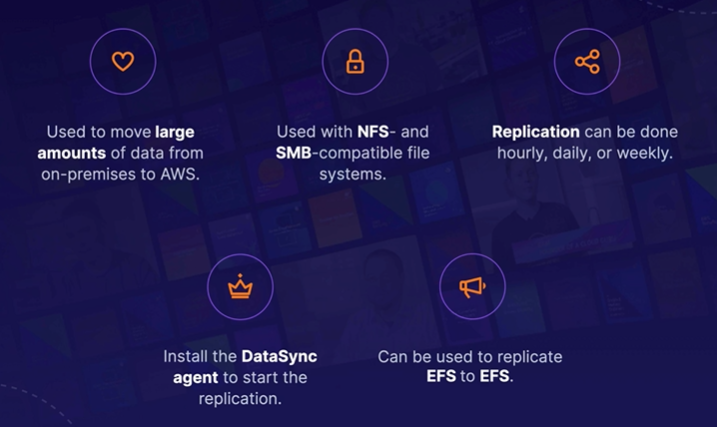 Used to move large
amounts of data from
on-premises to AWS.
Used with NFS- and
SMB-compatible file
systems.
Replication can be done
hourly, daily, or weekly.
Install the DataSync
agent to start the
replication.
Can be used to replicate
EFS to EFS.